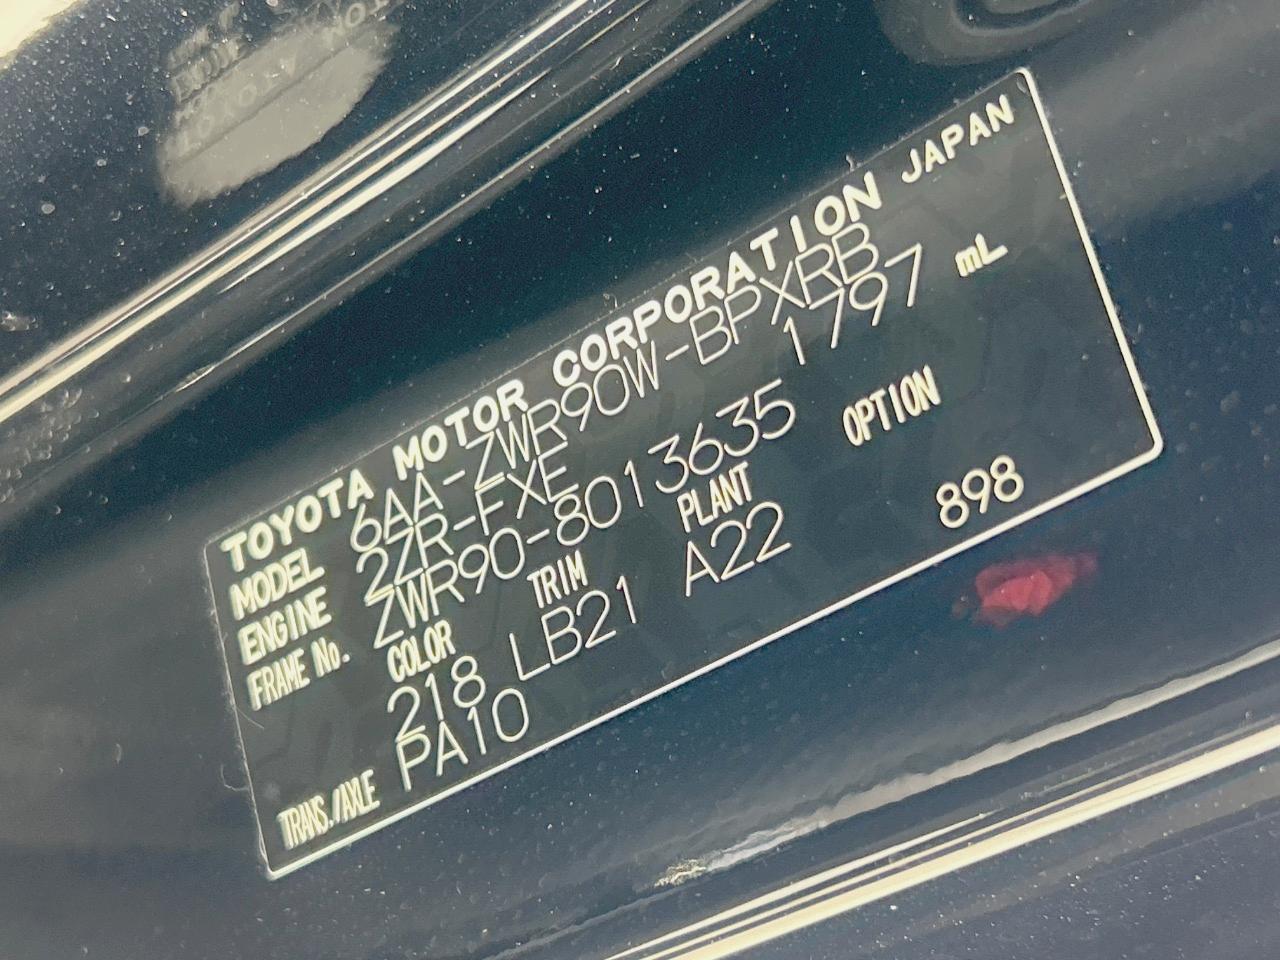 TOYOTA MOTOR CORPORATION JAPAN
MODEL 6AA-ZWR90W-BPXRB
ENGINE 2ZR-FXE 1797 mL
FRAME No. ZWR90-8013635
COLOR TRIM PLANT OPTION
218 LB21 A22 898
TRANS./AXLE PA10